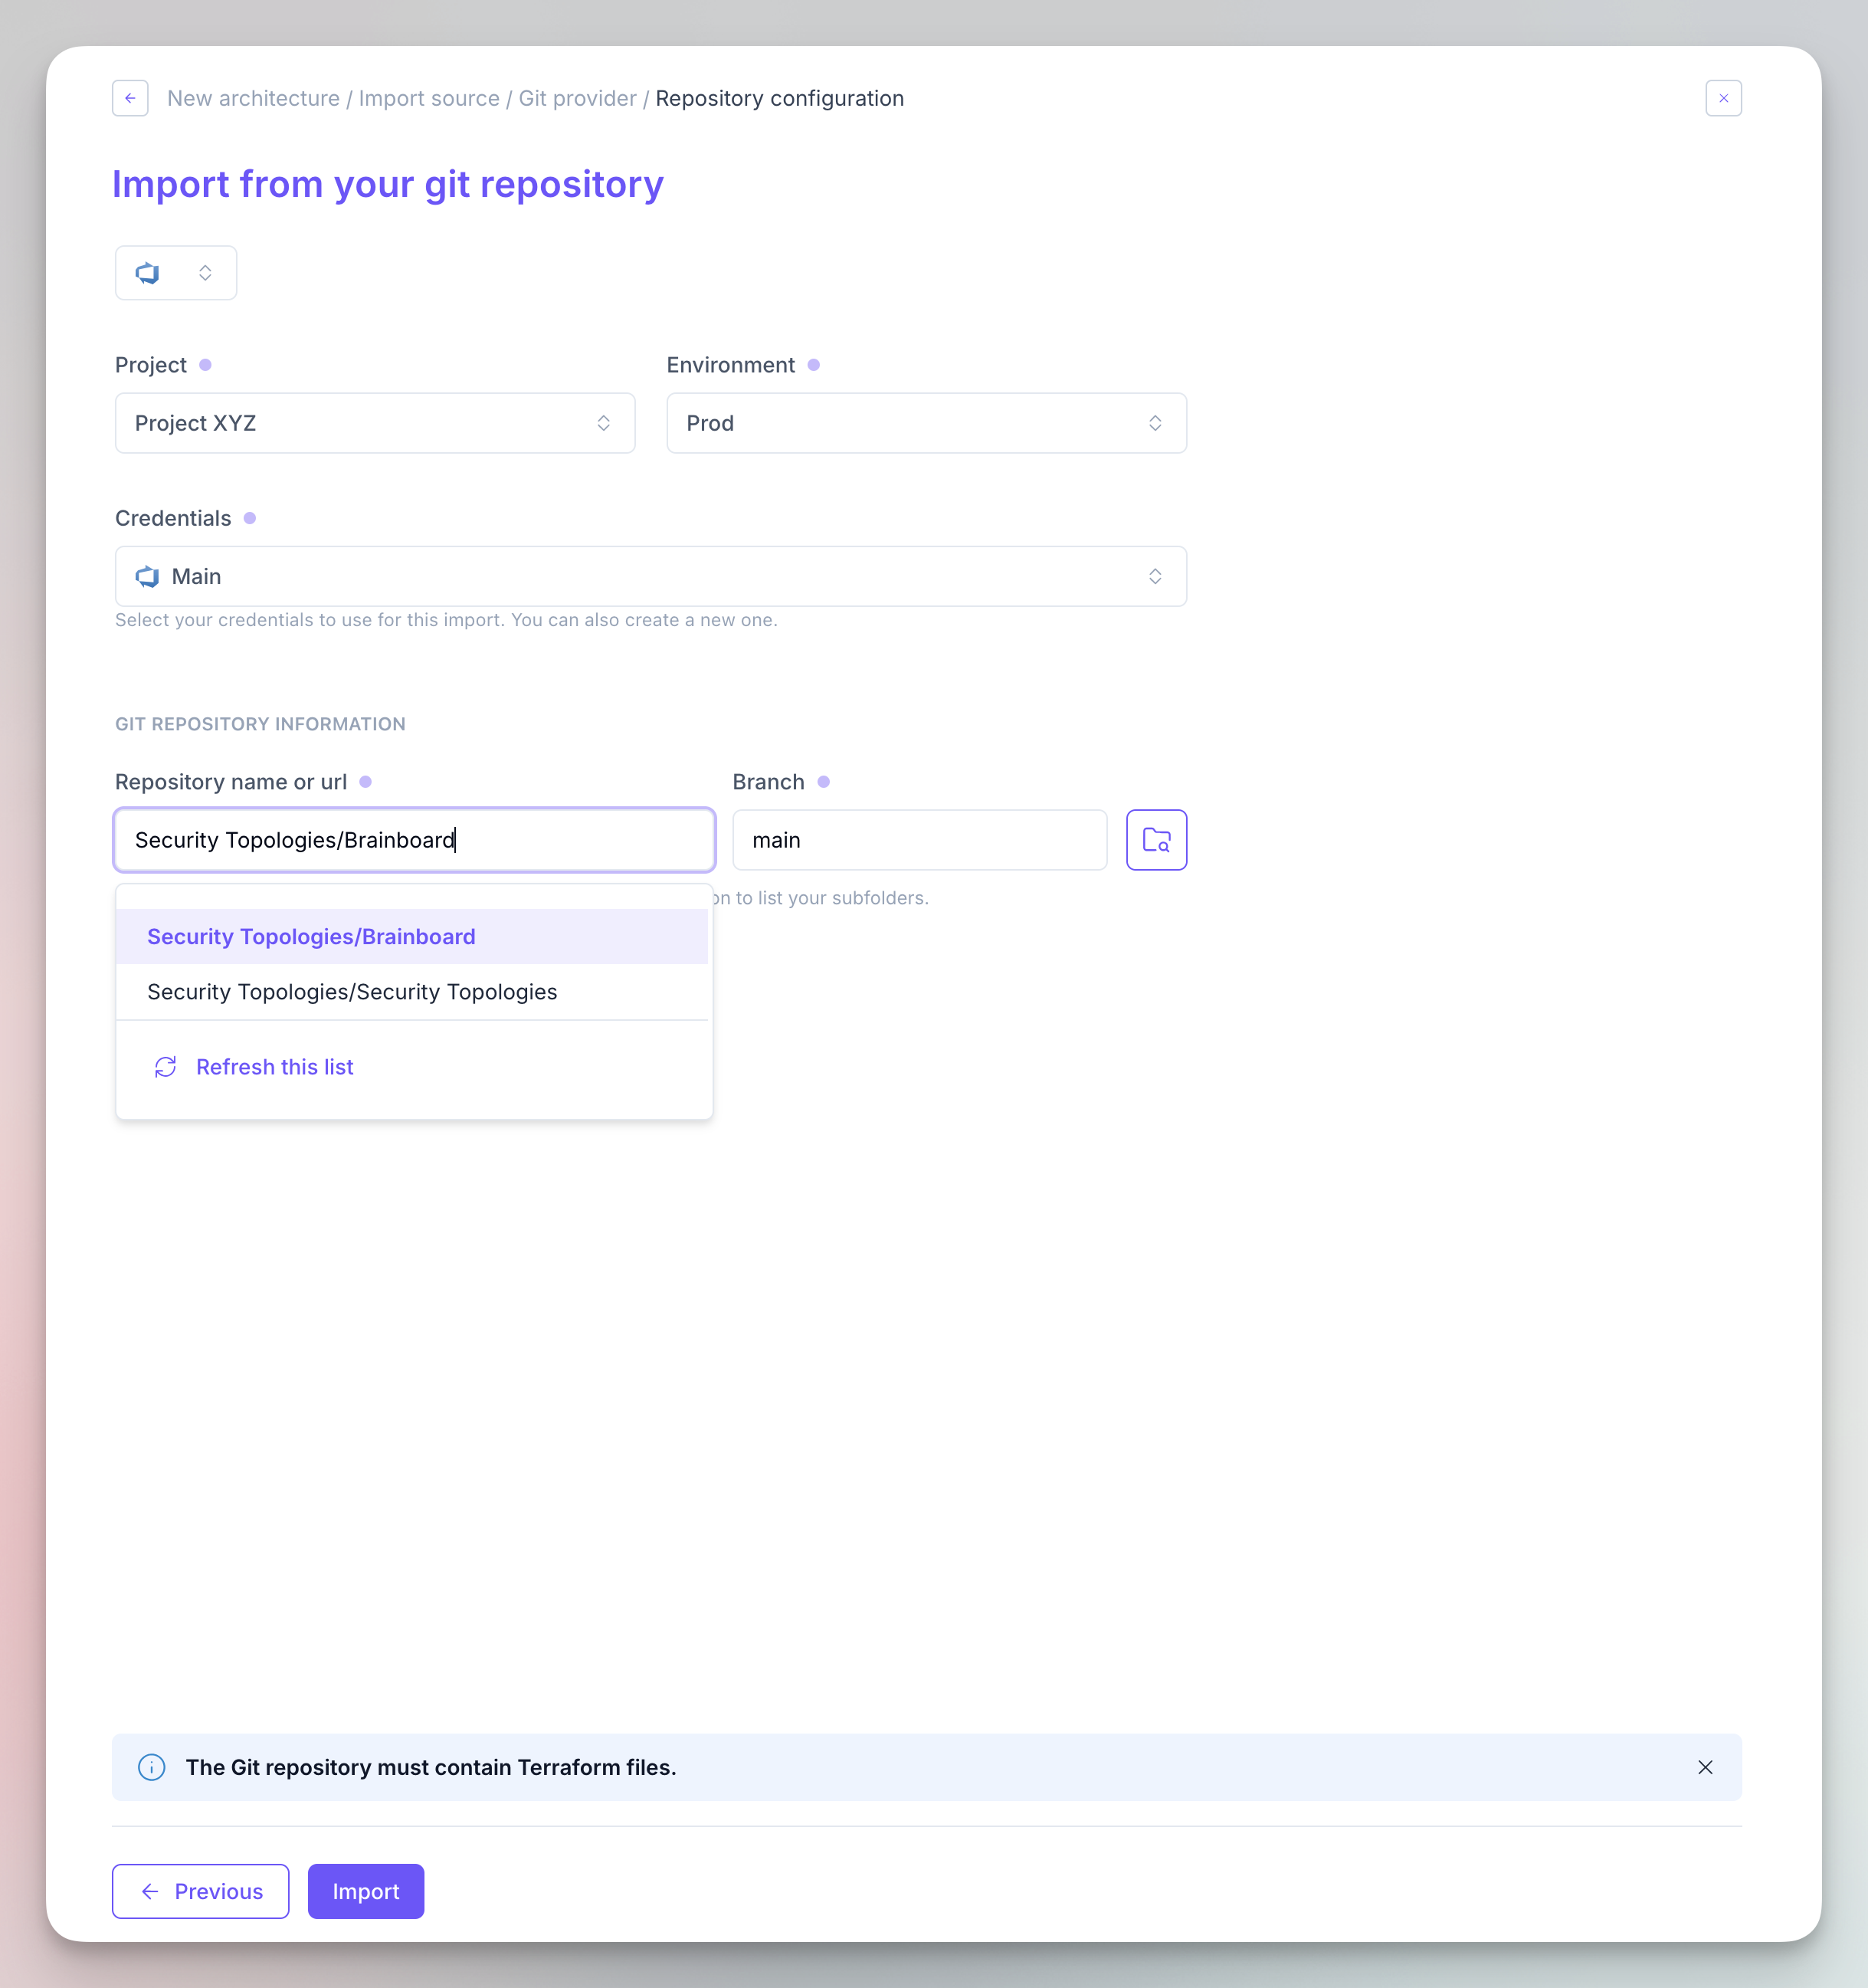 New architecture / Import source / Git provider / Repository configuration
Import from your git repository
Project
Environment
Project XYZ
Prod
Credentials
Main
Select your credentials to use for this import. You can also create a new one.
GIT REPOSITORY INFORMATION
Repository name or url
Branch
Security Topologies/Brainboard
main
to list your subfolders.
Security Topologies/Brainboard
Security Topologies/Security Topologies
Refresh this list
The Git repository must contain Terraform files.
Previous
Import